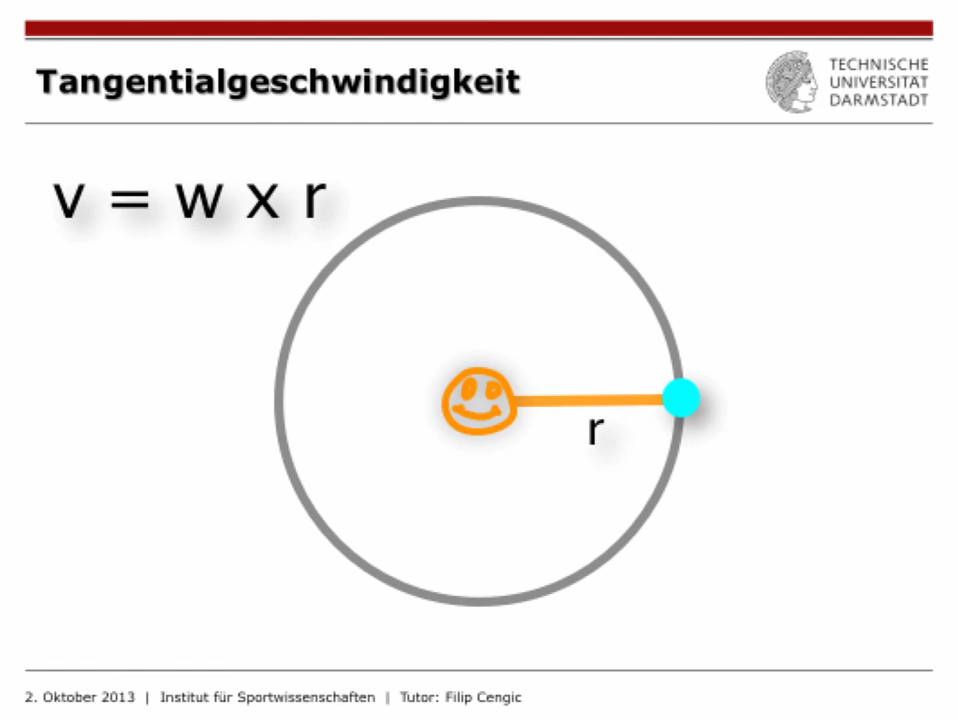 Tangentialgeschwindigkeit
TECHNISCHE
UNIVERSITÄT
DARMSTADT
v = w x r
r
2. Oktober 2013 | Institut für Sportwissenschaften | Tutor: Filip Cengic